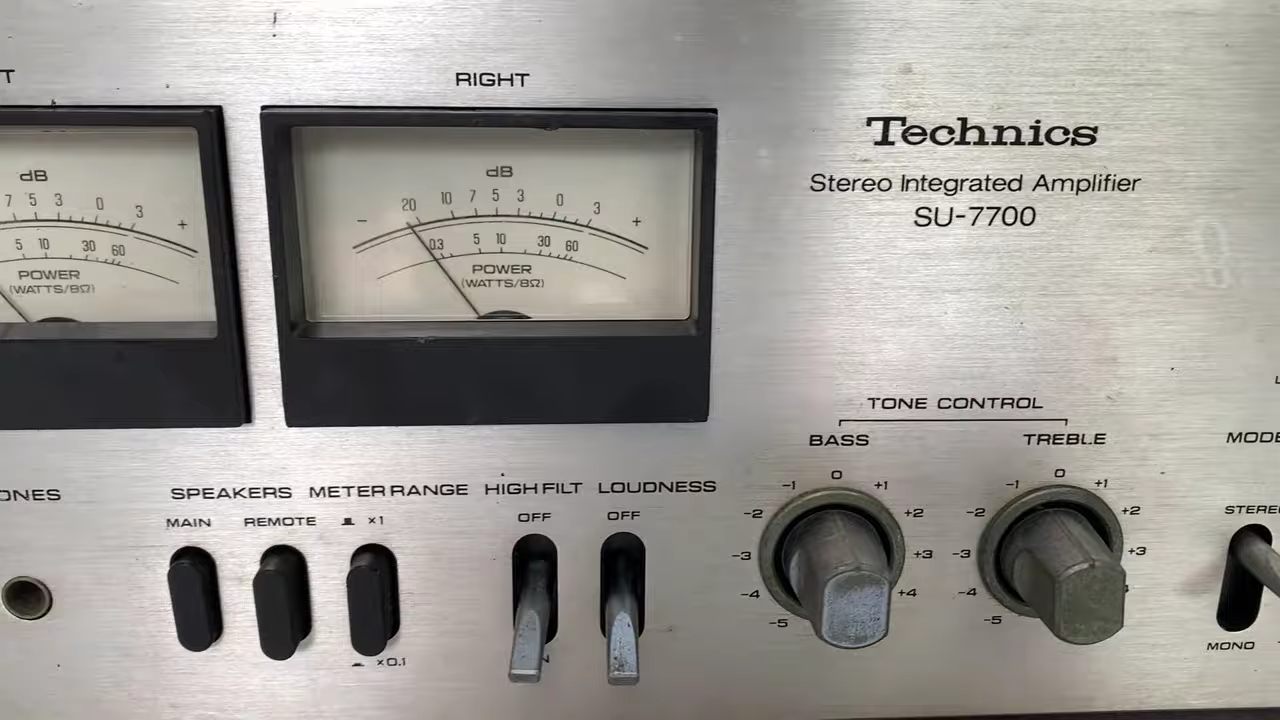 RIGHT
dB
7 5 3 0 3 +
5 10 30 60
POWER
(WATTS/8Ω)
dB
− 20 10 7 5 3 0 3 +
0.3 5 10 30 60
POWER
(WATTS/8Ω)
Technics
Stereo Integrated Amplifier
SU-7700
TONE CONTROL
BASS
TREBLE
SPEAKERS
METER RANGE
HIGH FILT
LOUDNESS
MAIN
REMOTE
x1
x0.1
OFF
OFF
0
-1 +1
-2 +2
-3 +3
-4 +4
-5
0
-1 +1
-2 +2
-3 +3
-4
-5
STEREO
MONO